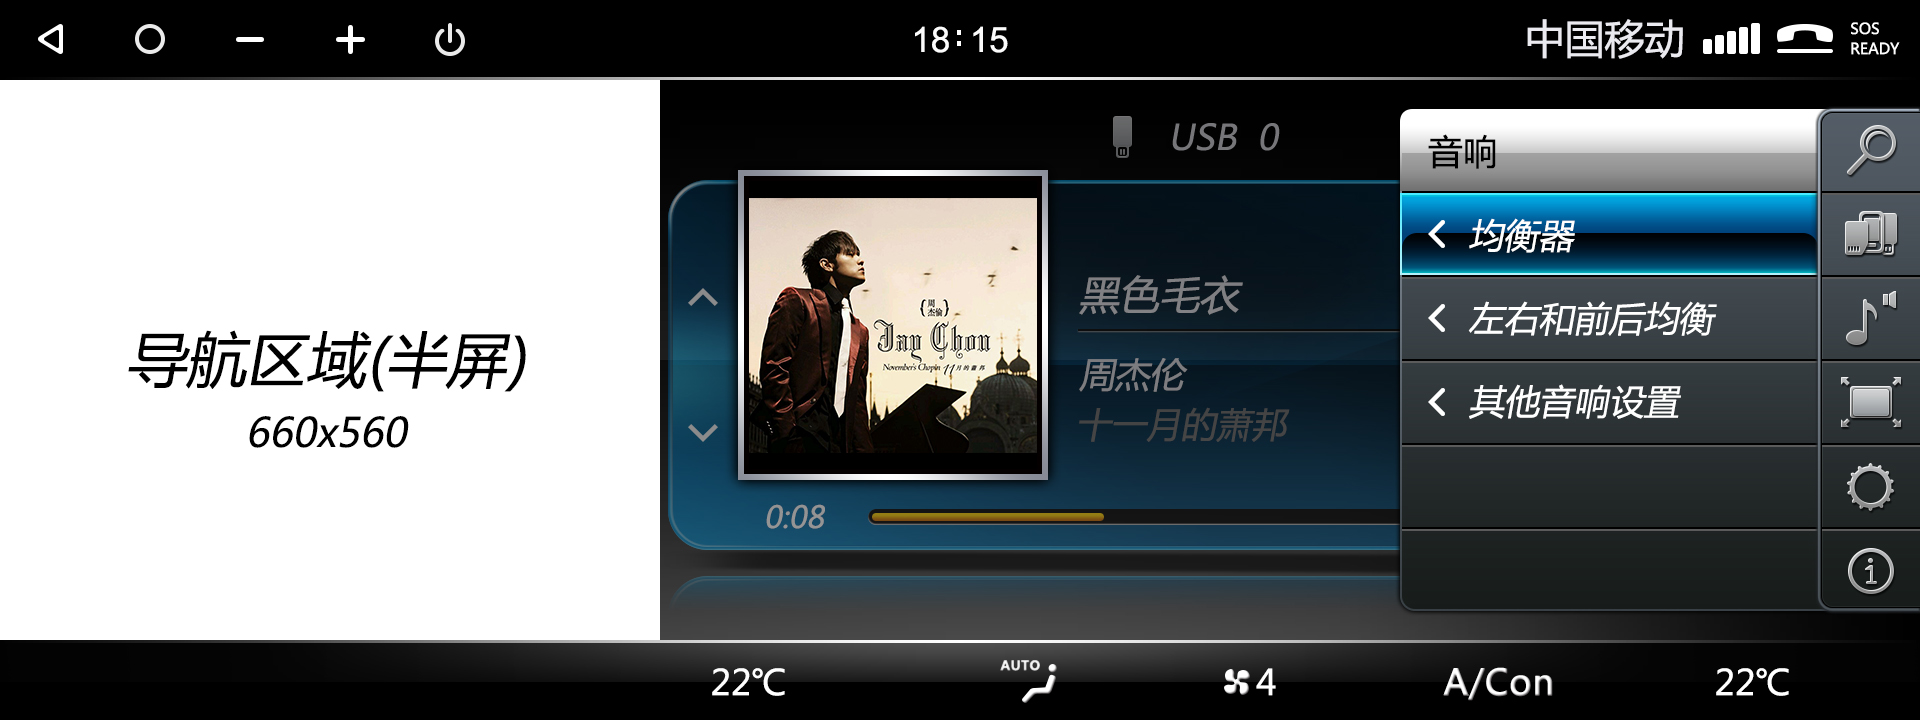 18:15
中国移动
SOS
READY
导航区域(半屏)
660x560
USB 0
{周杰倫}
Jay Chou
November's Chopin 11月的蕭邦
黑色毛衣
周杰伦
十一月的萧邦
0:08
音响
均衡器
左右和前后均衡
其他音响设置
22℃
AUTO
4
A/Con
22℃